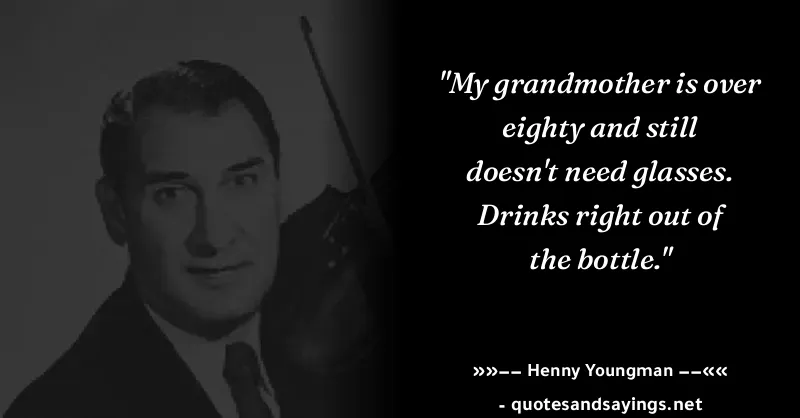 "My grandmother is over
eighty and still
doesn't need glasses.
Drinks right out of
the bottle."
»»−− Henny Youngman −−««
- quotesandsayings.net